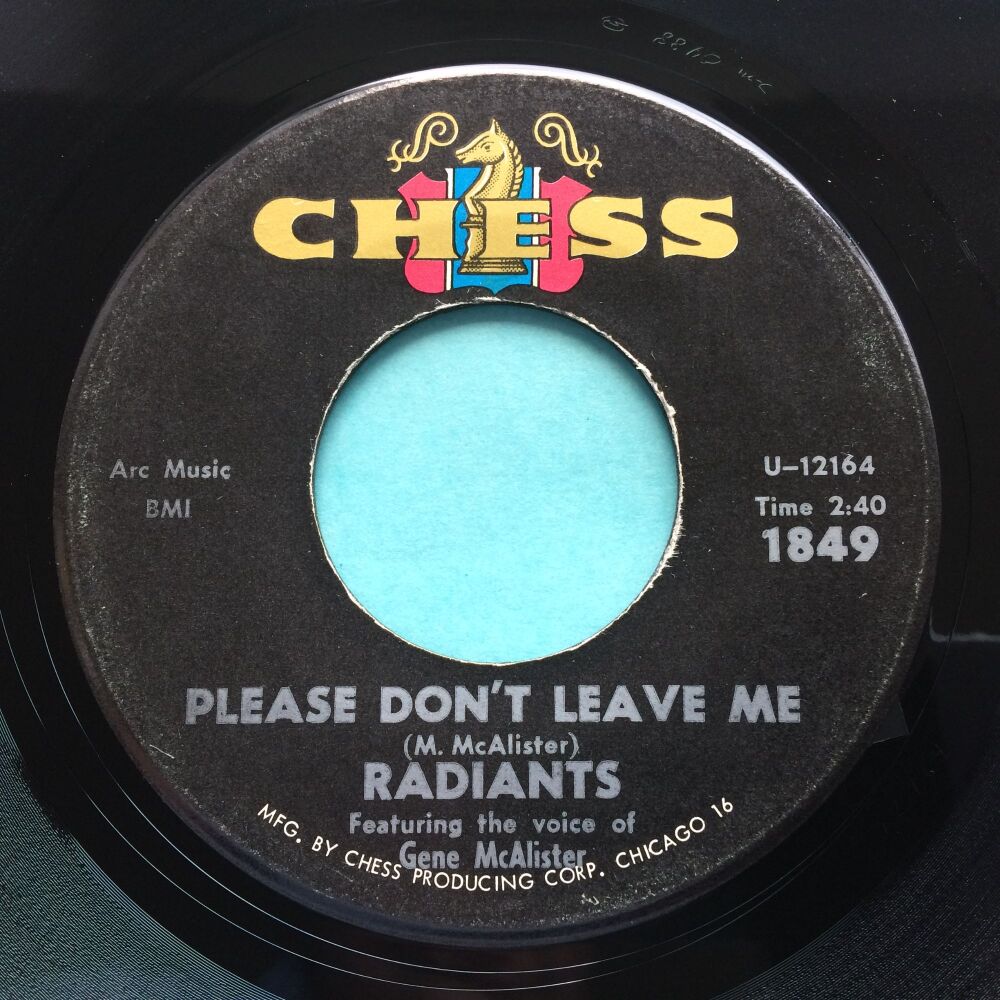 CHESS
Arc Music
BMI
U-12164
Time 2:40
1849
PLEASE DON'T LEAVE ME
(M. McAlister)
RADIANTS
Featuring the voice of
Gene McAlister
MFG. BY CHESS PRODUCING CORP. CHICAGO 16